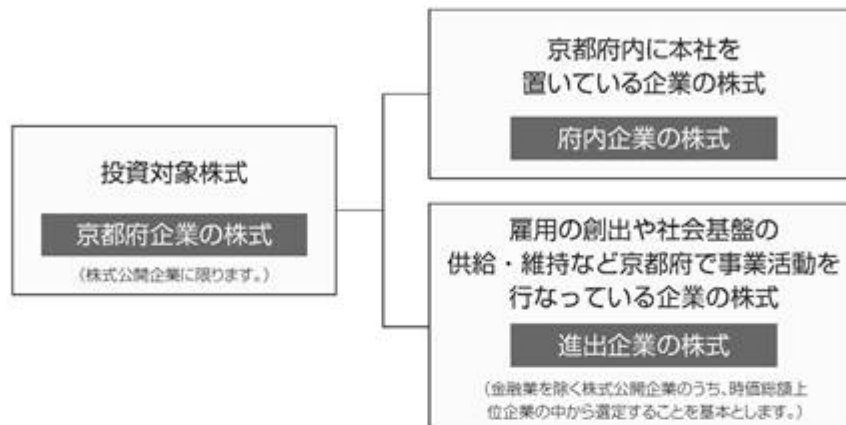 投資対象株式
京都府企業の株式
(株式公開企業に限ります。)
京都府内に本社を
置いている企業の株式
府内企業の株式
雇用の創出や社会基盤の
供給・維持など京都府で事業活動を
行なっている企業の株式
進出企業の株式
(金融業を除く株式公開企業のうち、時価総額上
位企業の中から選定することを基本とします。)